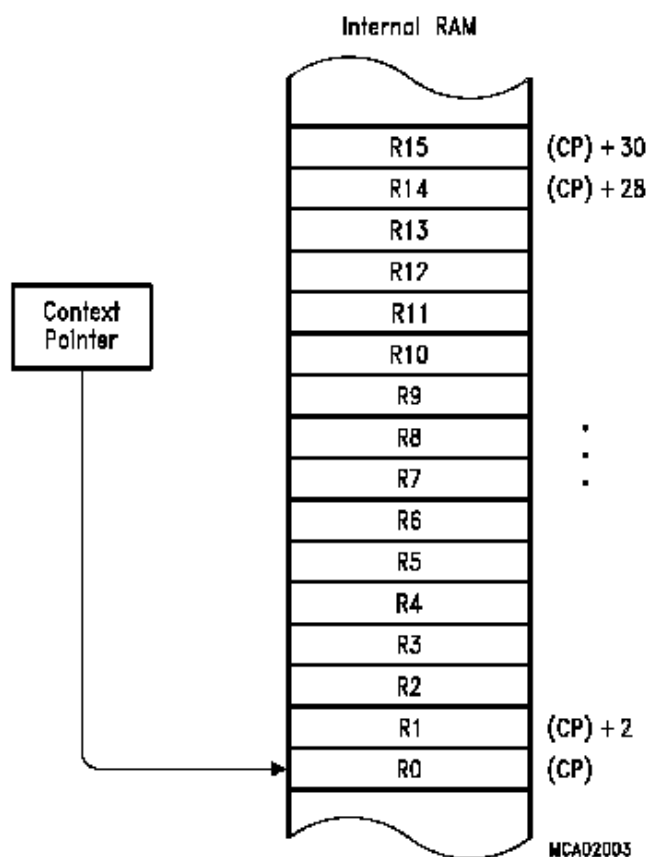 Internal RAM
R15 (CP) + 30
R14 (CP) + 28
R13
R12
Context
Pointer
R11
R10
R9
R8
R7
R6
R5
R4
R3
R2
R1 (CP) + 2
R0 (CP)
MCA02003